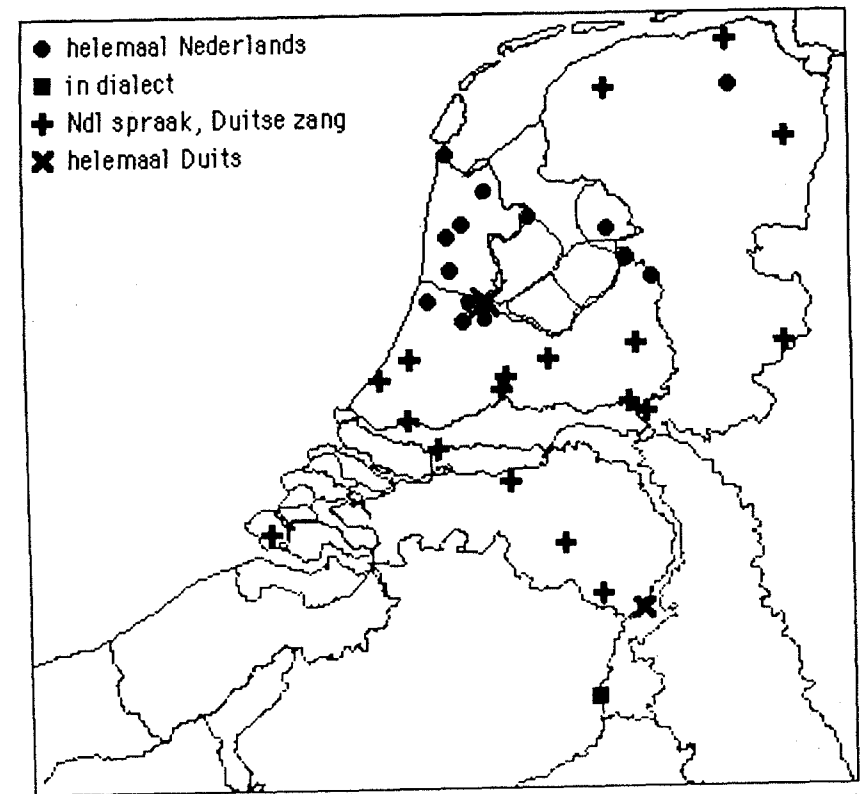 helemaal Nederlands
in dialect
Ndl spraak, Duitse zang
helemaal Duits